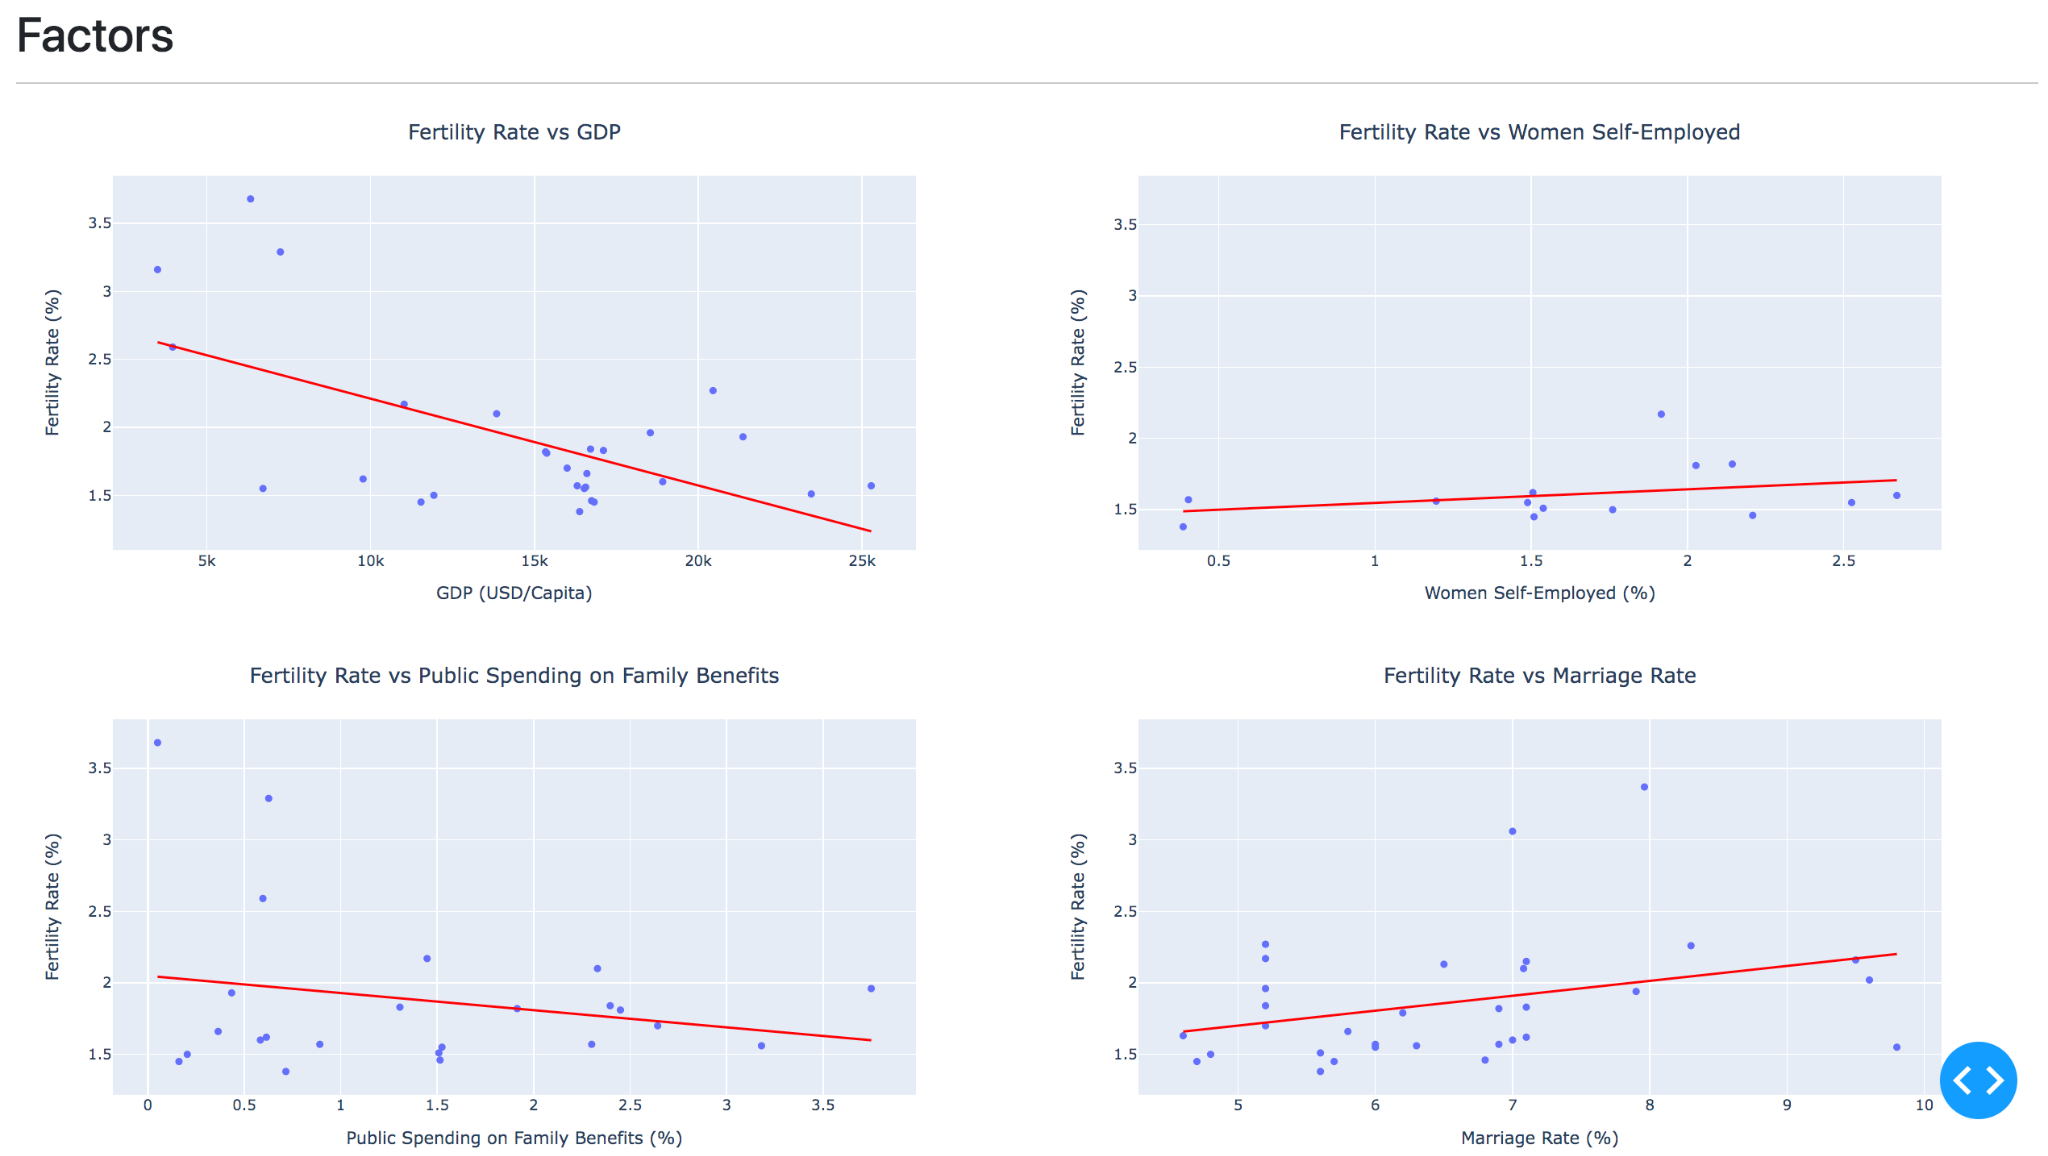 Factors
Fertility Rate vs GDP
3.5
3
2.5
2
1.5
Fertility Rate (%)
5k 10k 15k 20k 25k
GDP (USD/Capita)
Fertility Rate vs Women Self-Employed
3.5
3
2.5
2
1.5
Fertility Rate (%)
0.5 1 1.5 2 2.5
Women Self-Employed (%)
Fertility Rate vs Public Spending on Family Benefits
3.5
3
2.5
2
1.5
Fertility Rate (%)
0 0.5 1 1.5 2 2.5 3 3.5
Public Spending on Family Benefits (%)
Fertility Rate vs Marriage Rate
3.5
3
2.5
2
1.5
Fertility Rate (%)
5 6 7 8 9 10
Marriage Rate (%)